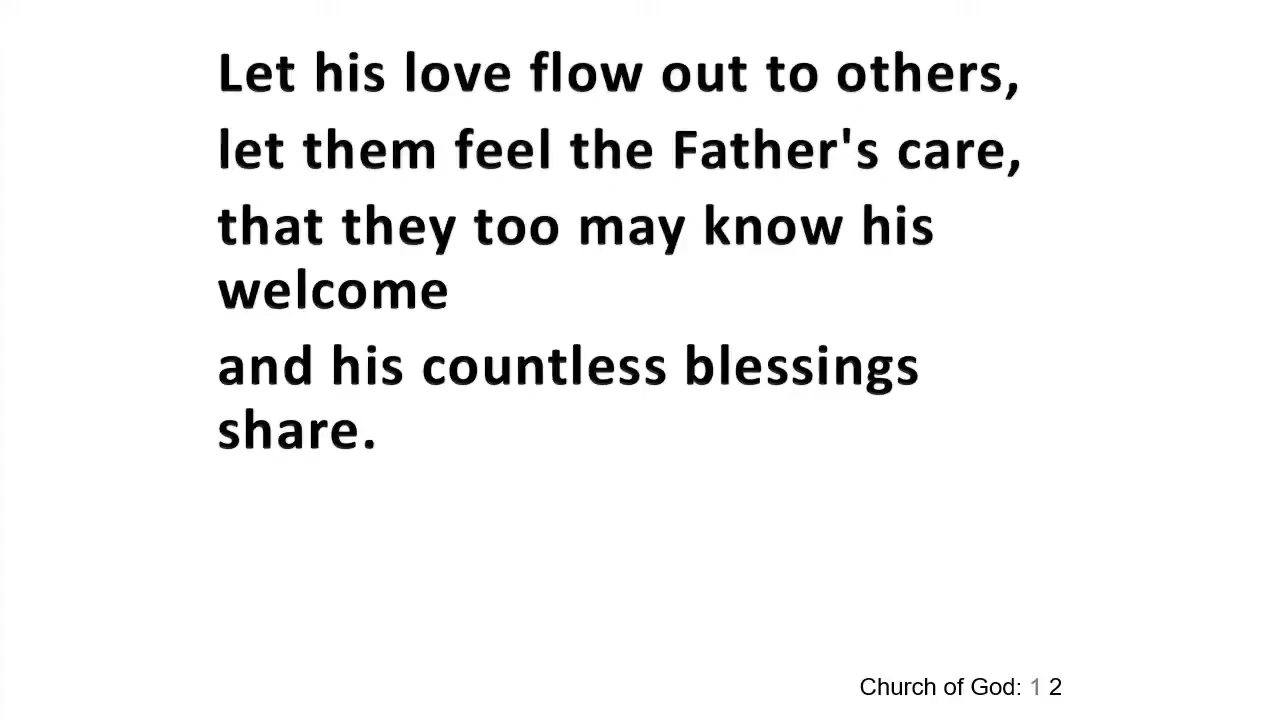 Let his love flow out to others,
let them feel the Father's care,
that they too may know his
welcome
and his countless blessings
share.
Church of God: 1 2